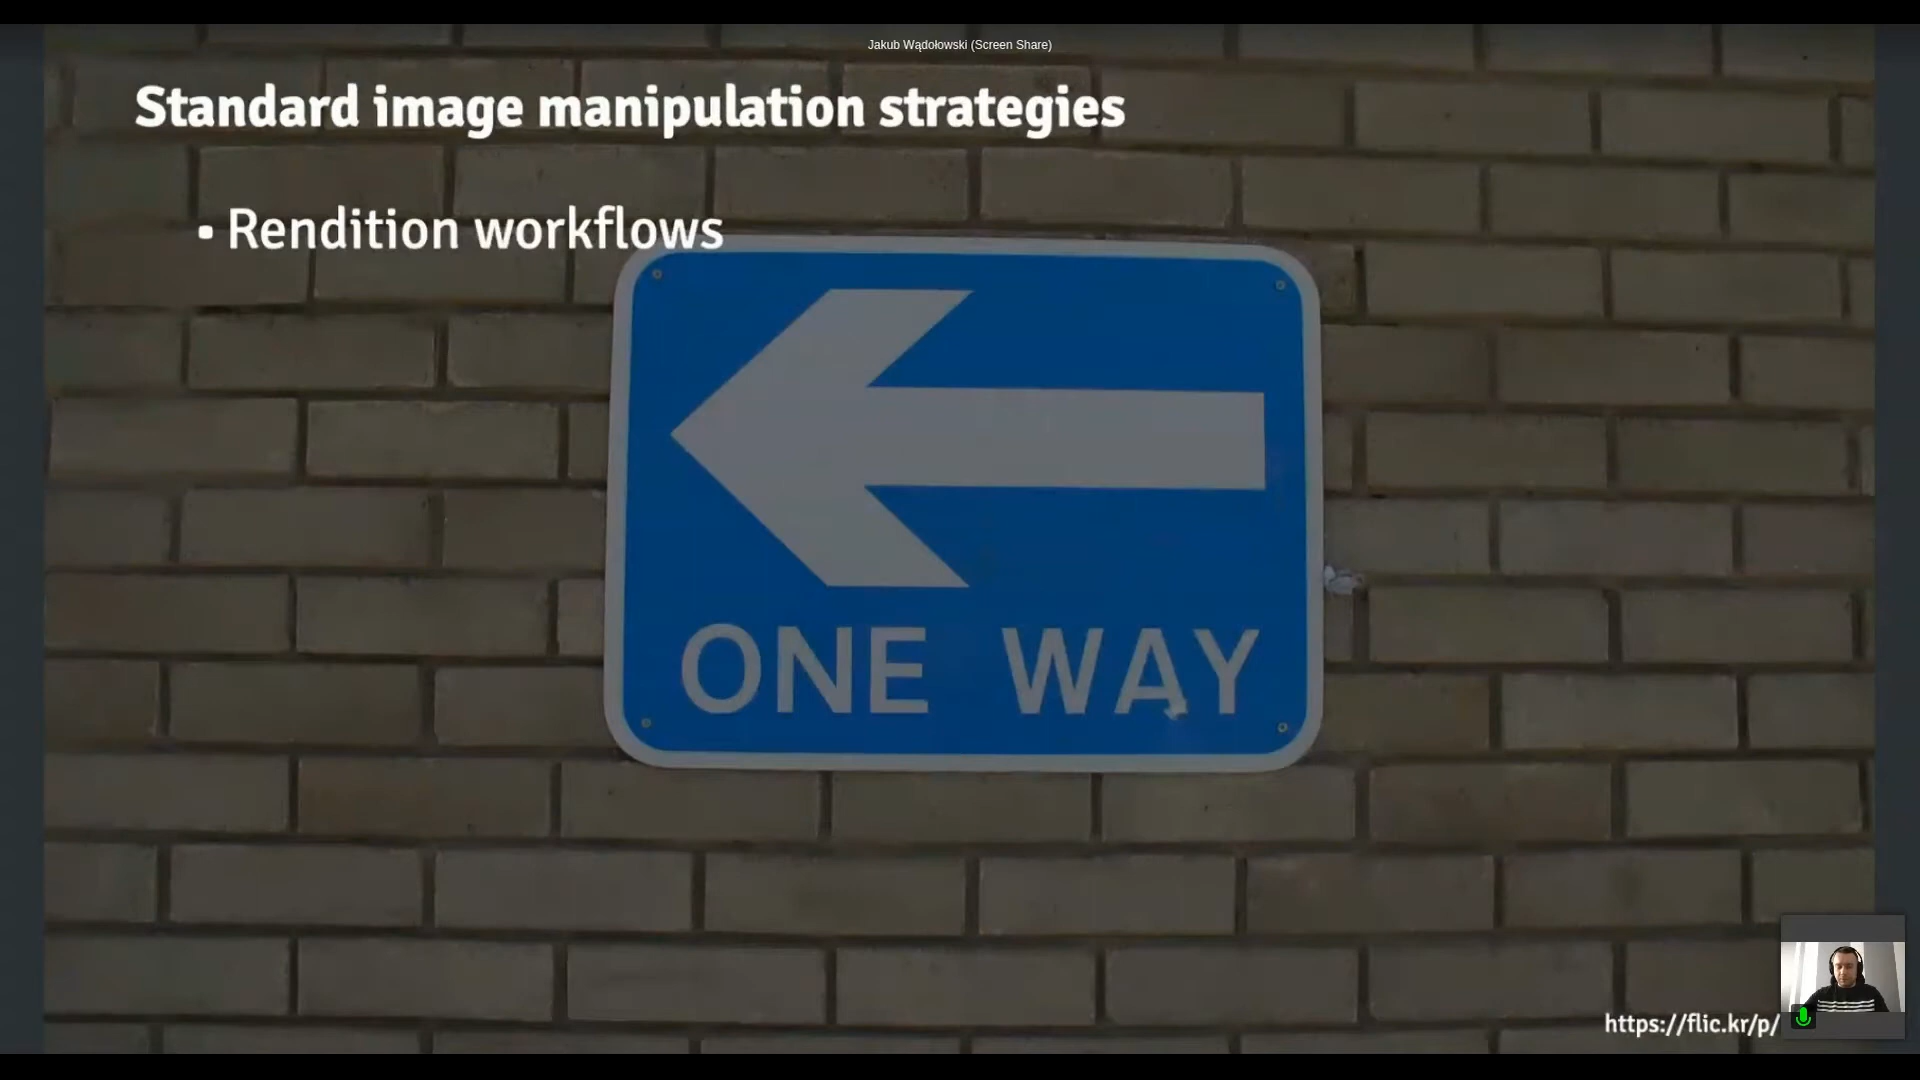 Jakub Wądołowski (Screen Share)
Standard image manipulation strategies
• Rendition workflows
ONE WAY
https://flic.kr/p/